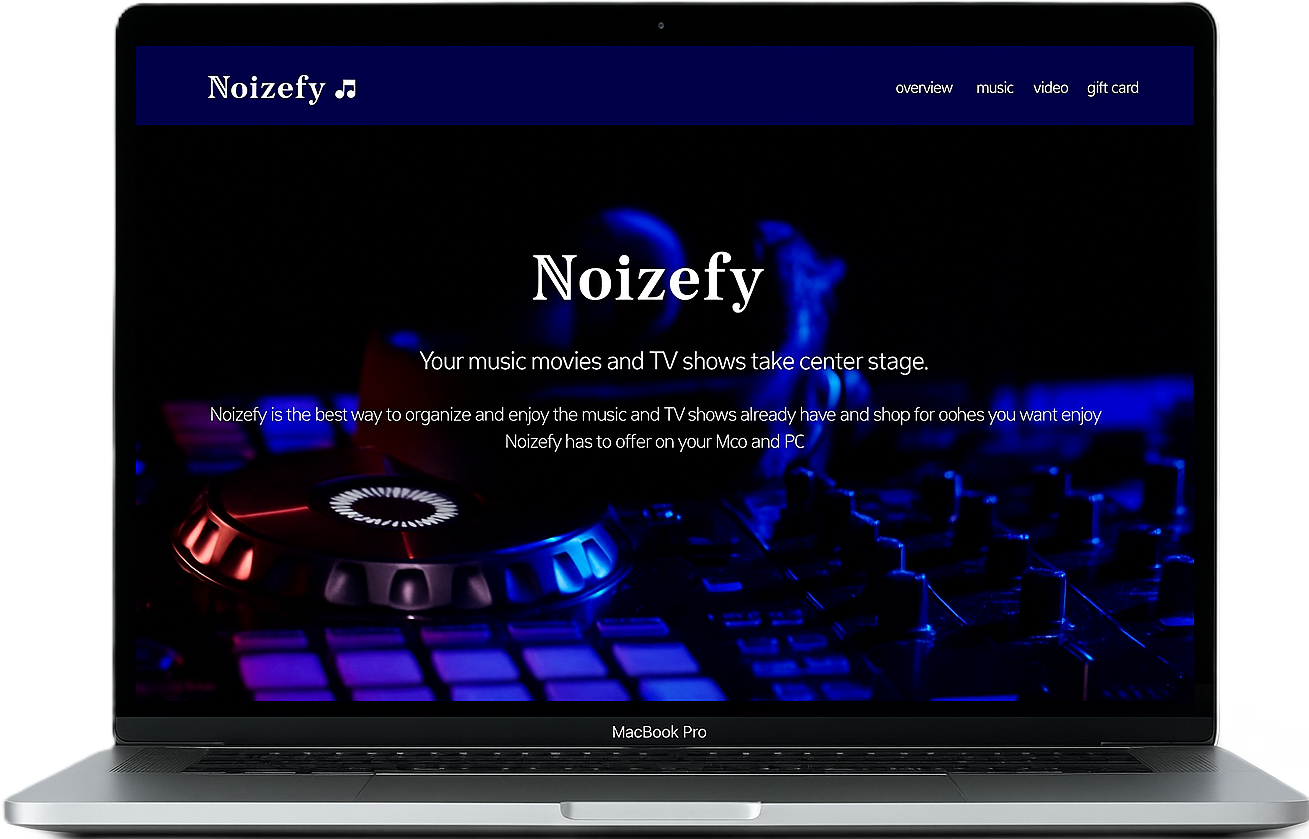 Noizefy
overview music video gift card
Noizefy
Your music movies and TV shows take center stage.
Noizefy is the best way to organize and enjoy the music and TV shows already have and shop for oohes you want enjoy
Noizefy has to offer on your Mco and PC
MacBook Pro